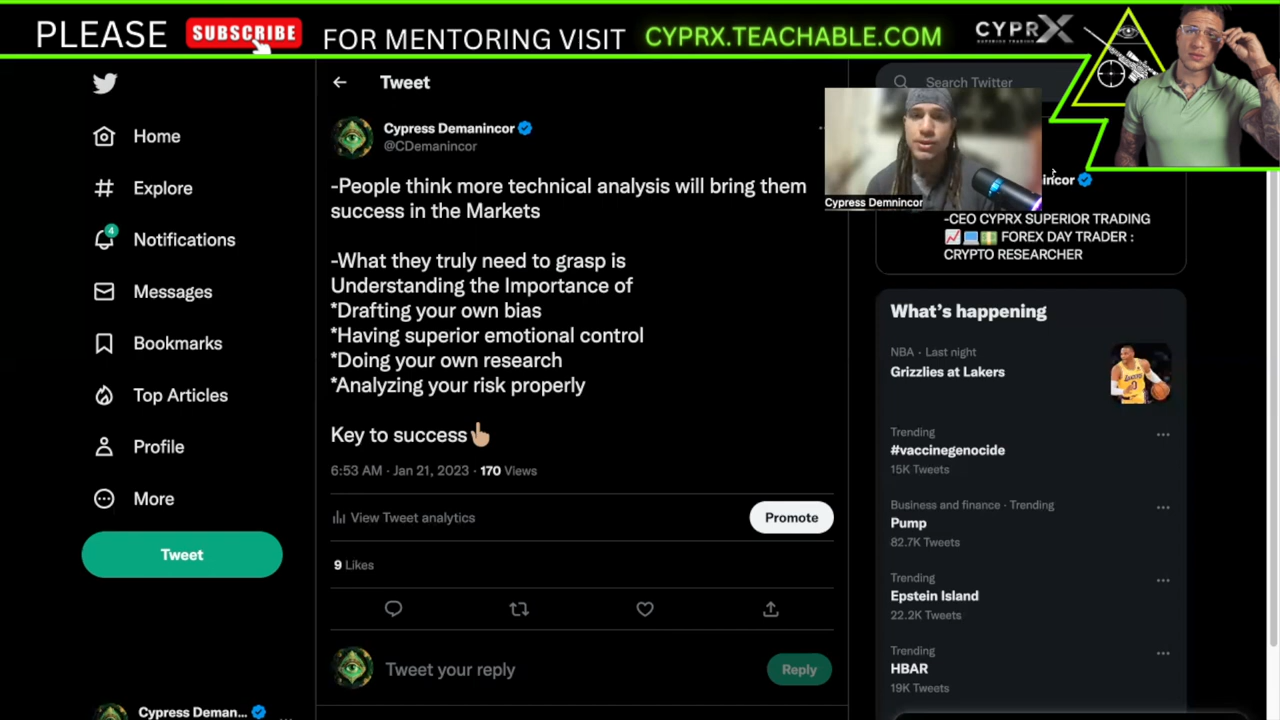 PLEASE SUBSCRIBE FOR MENTORING VISIT CYPRX.TEACHABLE.COM
CYPRX
Tweet
Search Twitter
Home
Explore
4
Notifications
Messages
Bookmarks
Top Articles
Profile
More
Tweet
Cypress Deman...
Cypress Demanincor
@CDemanincor
-People think more technical analysis will bring them
success in the Markets
-What they truly need to grasp is
Understanding the Importance of
*Drafting your own bias
*Having superior emotional control
*Doing your own research
*Analyzing your risk properly
Key to success
6:53 AM · Jan 21, 2023 · 170 Views
View Tweet analytics
Promote
9 Likes
Tweet your reply
Reply
Cypress Demnincor
incor
-CEO CYPRX SUPERIOR TRADING
FOREX DAY TRADER :
CRYPTO RESEARCHER
What's happening
NBA · Last night
Grizzlies at Lakers
Trending
#vaccinegenocide
15K Tweets
Business and finance · Trending
Pump
82.7K Tweets
Trending
Epstein Island
22.2K Tweets
Trending
HBAR
19K Tweets